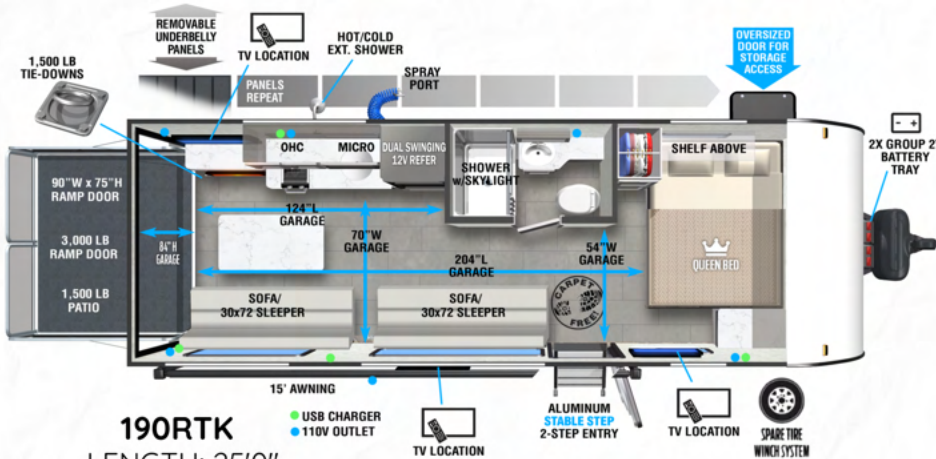 REMOVABLE
UNDERBELLY
PANELS
TV LOCATION
HOT/COLD
EXT. SHOWER
OVERSIZED
DOOR FOR
STORAGE
ACCESS
1,500 LB
TIE-DOWNS
PANELS
REPEAT
SPRAY
PORT
- +
2X GROUP 2
BATTERY
TRAY
OHC
MICRO
DUAL SWINGING
12V REFER
SHOWER
w/SKYLIGHT
SHELF ABOVE
90"W x 75"H
RAMP DOOR
3,000 LB
RAMP DOOR
1,500 LB
PATIO
84"H
GARAGE
124"L
GARAGE
70"W
GARAGE
204"L
GARAGE
54"W
GARAGE
QUEEN BED
SOFA/
30x72 SLEEPER
SOFA/
30x72 SLEEPER
CARPET
FREE!
15' AWNING
USB CHARGER
110V OUTLET
TV LOCATION
ALUMINUM
STABLE STEP
2-STEP ENTRY
TV LOCATION
SPARE TIRE
WINCH SYSTEM
190RTK